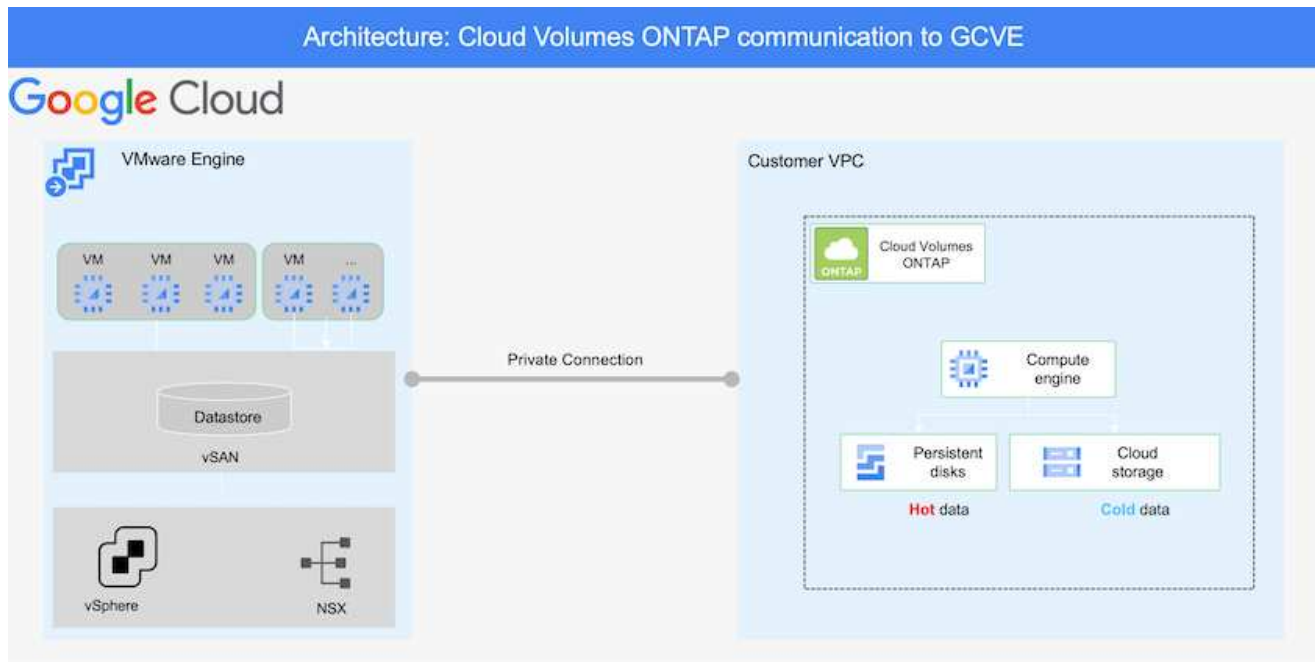 Architecture: Cloud Volumes ONTAP communication to GCVE
Google Cloud
VMware Engine
VM VM VM VM ...
Datastore
vSAN
vSphere
NSX
Private Connection
Customer VPC
ONTAP
Cloud Volumes
ONTAP
Compute
engine
Persistent
disks
Hot data
Cloud
storage
Cold data